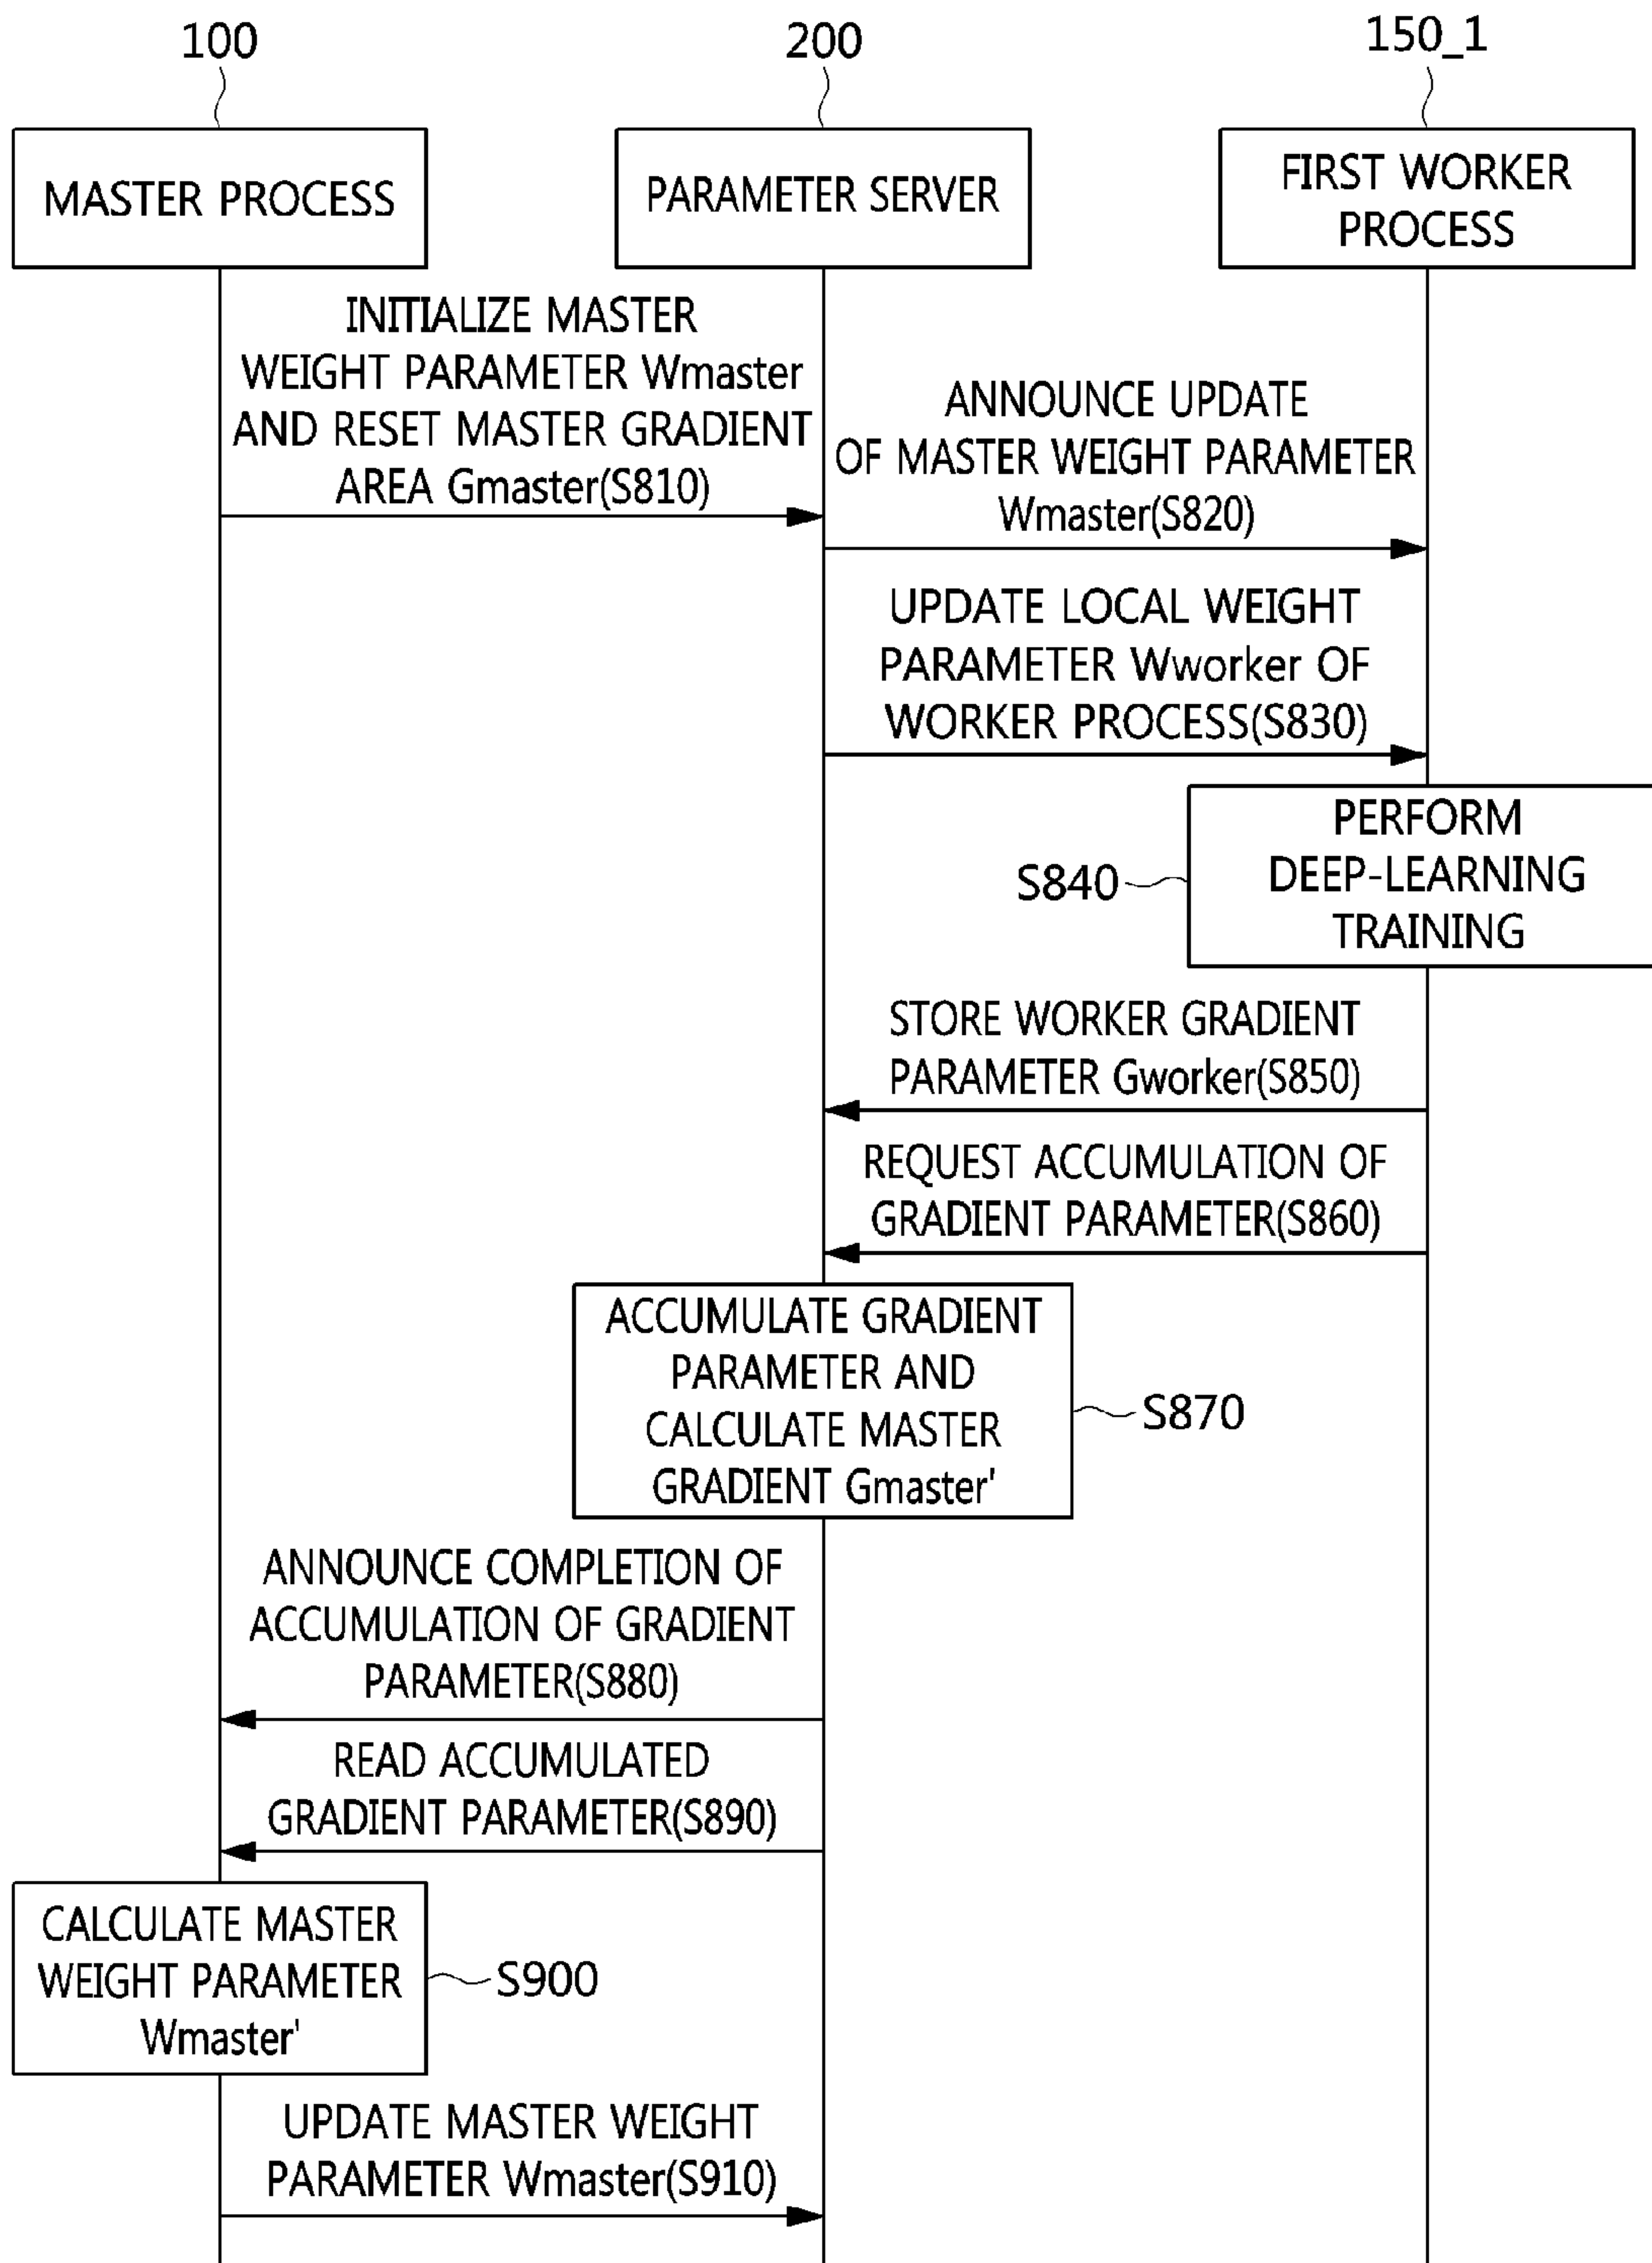 100
200
150_1
MASTER PROCESS
PARAMETER SERVER
FIRST WORKER
PROCESS
INITIALIZE MASTER
WEIGHT PARAMETER Wmaster
AND RESET MASTER GRADIENT
AREA Gmaster(S810)
ANNOUNCE UPDATE
OF MASTER WEIGHT PARAMETER
Wmaster(S820)
UPDATE LOCAL WEIGHT
PARAMETER Wworker OF
WORKER PROCESS(S830)
PERFORM
DEEP-LEARNING
TRAINING
S840
STORE WORKER GRADIENT
PARAMETER Gworker(S850)
REQUEST ACCUMULATION OF
GRADIENT PARAMETER(S860)
ACCUMULATE GRADIENT
PARAMETER AND
CALCULATE MASTER
GRADIENT Gmaster'
S870
ANNOUNCE COMPLETION OF
ACCUMULATION OF GRADIENT
PARAMETER(S880)
READ ACCUMULATED
GRADIENT PARAMETER(S890)
CALCULATE MASTER
WEIGHT PARAMETER
Wmaster'
S900
UPDATE MASTER WEIGHT
PARAMETER Wmaster(S910)